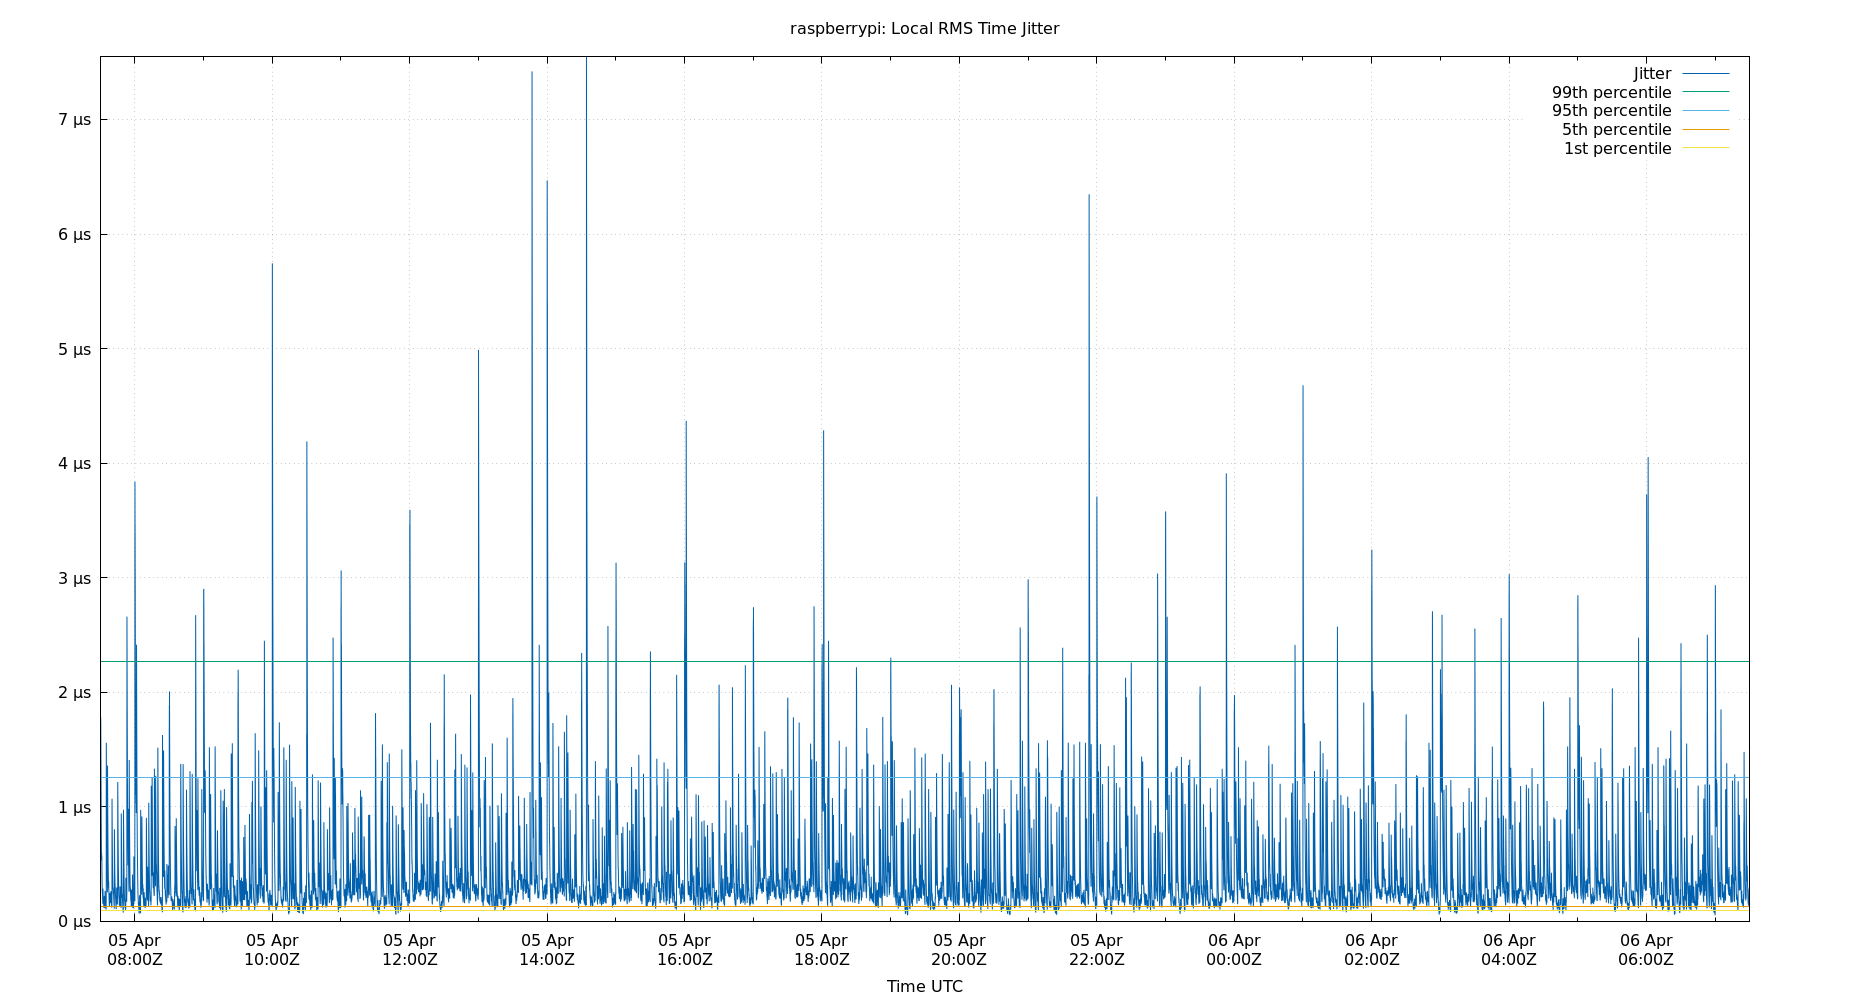 raspberrypi: Local RMS Time Jitter
Jitter
99th percentile
95th percentile
5th percentile
1st percentile
7 µs
6 µs
5 µs
4 µs
3 µs
2 µs
1 µs
0 µs
05 Apr 05 Apr 05 Apr 05 Apr 05 Apr 05 Apr 05 Apr 05 Apr 06 Apr 06 Apr 06 Apr 06 Apr
08:00Z 10:00Z 12:00Z 14:00Z 16:00Z 18:00Z 20:00Z 22:00Z 00:00Z 02:00Z 04:00Z 06:00Z
Time UTC